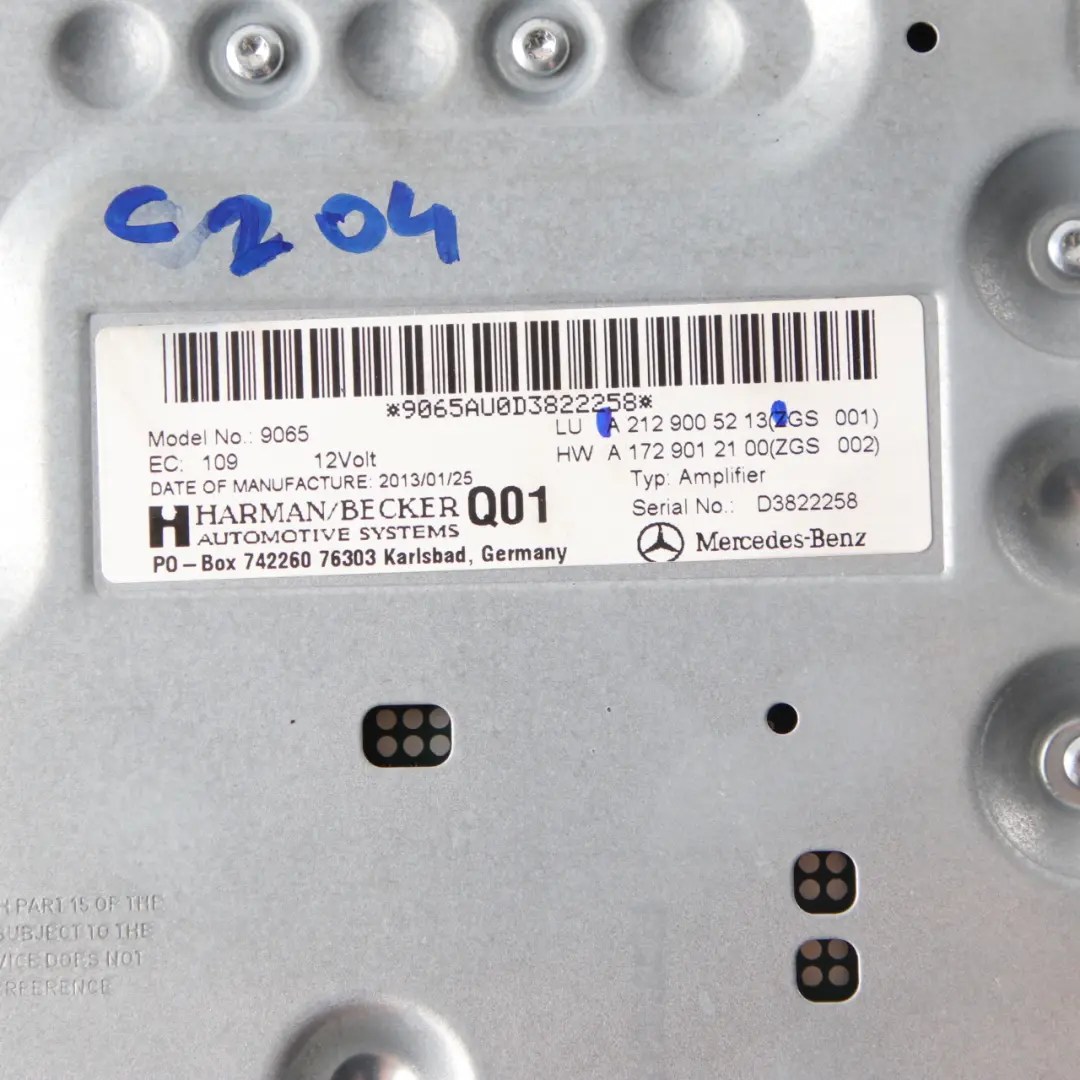 C204
*9065AU0D3822258*
Model No.: 9065
LU A 212 900 52 13(ZGS 001)
EC: 109 12Volt
HW A 172 901 21 00(ZGS 002)
DATE OF MANUFACTURE: 2013/01/25
Typ: Amplifier
H HARMAN/BECKER Q01
AUTOMOTIVE SYSTEMS
Serial No.: D3822258
PO-Box 742260 76303 Karlsbad, Germany
Mercedes-Benz
PART 15 OF THE
SUBJECT TO THE
DOES NOT